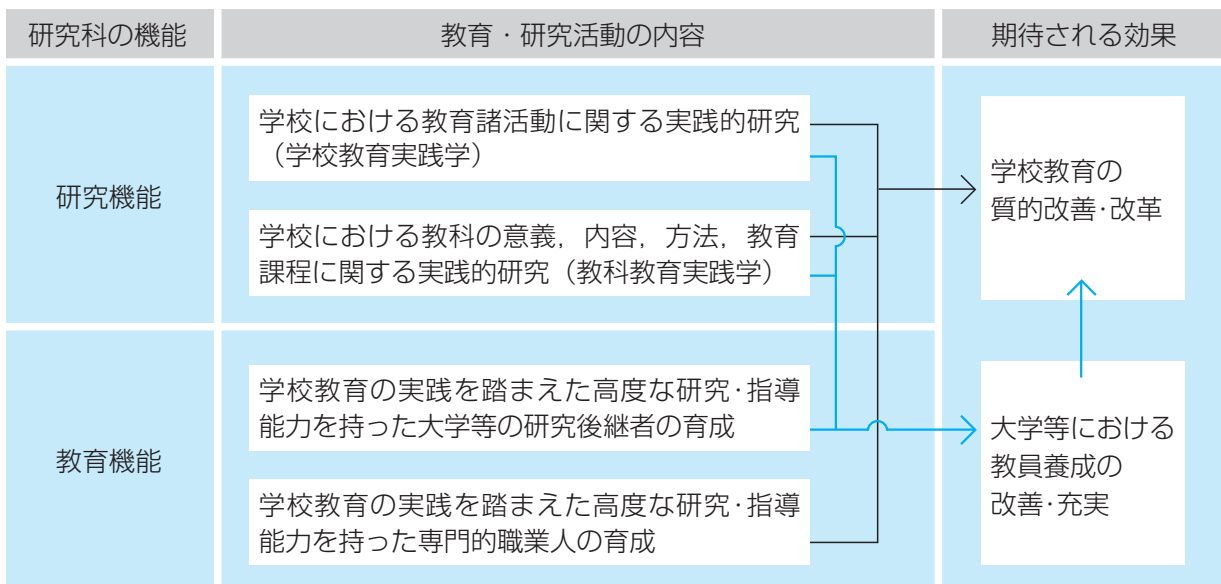 研究科の機能
教育・研究活動の内容
期待される効果
研究機能
学校における教育諸活動に関する実践的研究
（学校教育実践学）
学校における教科の意義，内容，方法，教育
課程に関する実践的研究（教科教育実践学）
学校教育の
質的改善･改革
教育機能
学校教育の実践を踏まえた高度な研究･指導
能力を持った大学等の研究後継者の育成
学校教育の実践を踏まえた高度な研究･指導
能力を持った専門的職業人の育成
大学等における
教員養成の
改善･充実